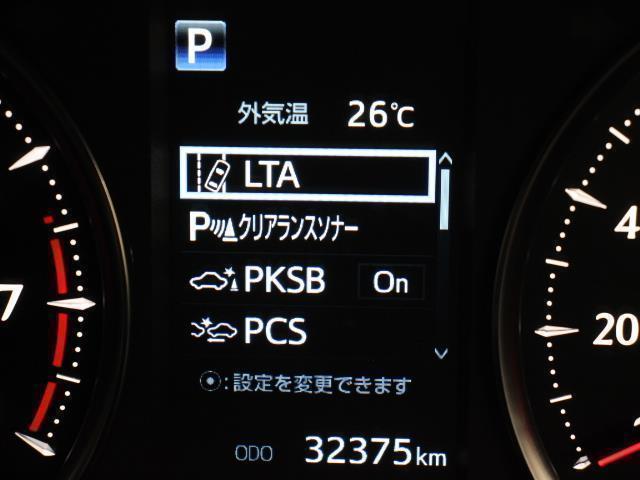 P
外気温 26℃
LTA
Pクリアランスソナー
PKSB On
PCS
:設定を変更できます
ODO 32375km
7
4
20